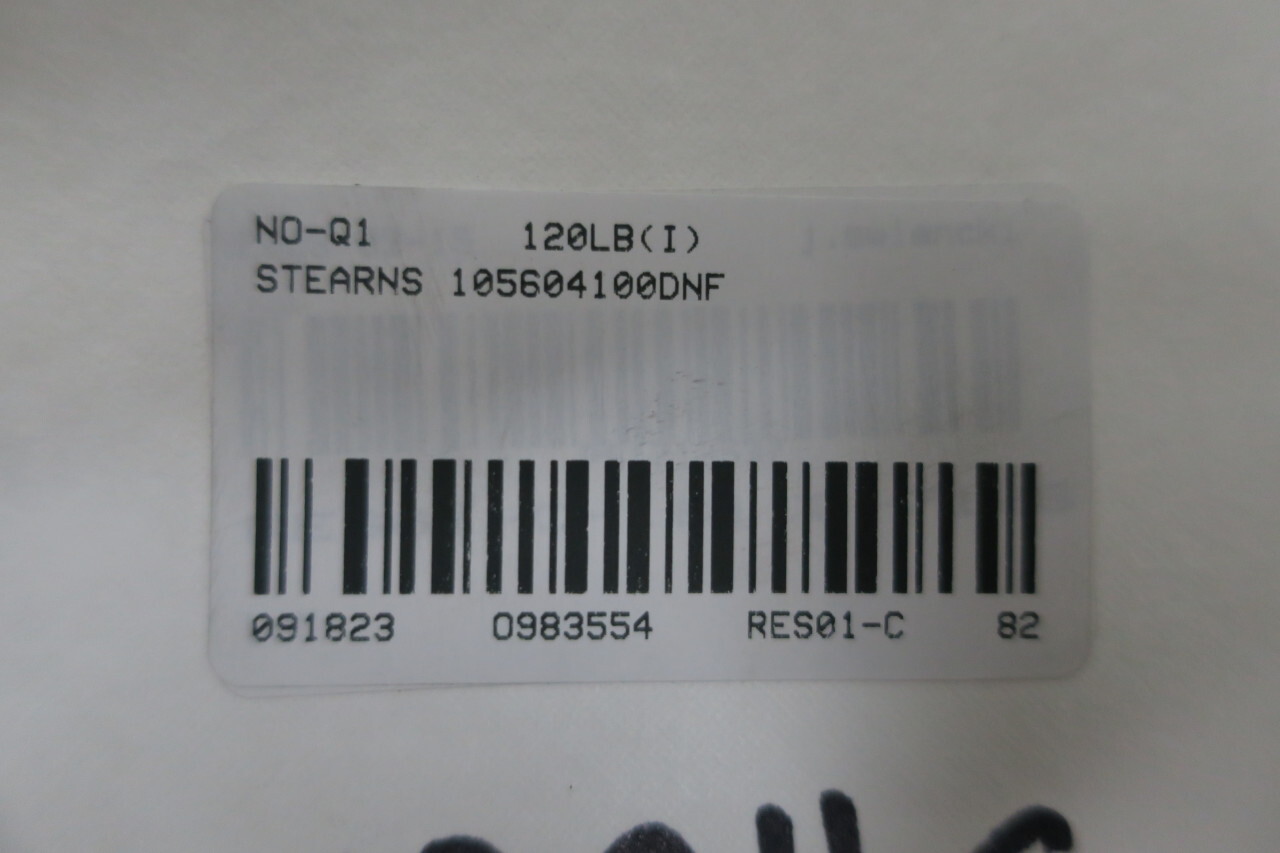 NO-Q1 120LB(I)
STEARNS 105604100DNF
091823 0983554 RES01-C 82